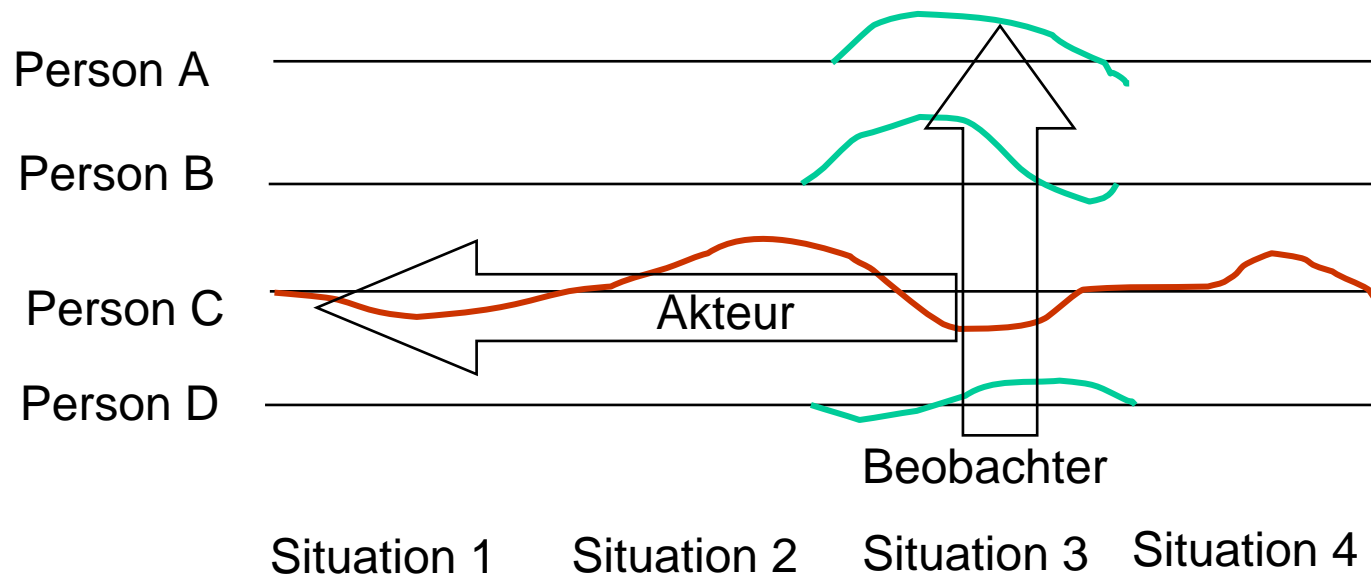 Person A
Person B
Person C
Akteur
Person D
Beobachter
Situation 1 Situation 2 Situation 3 Situation 4